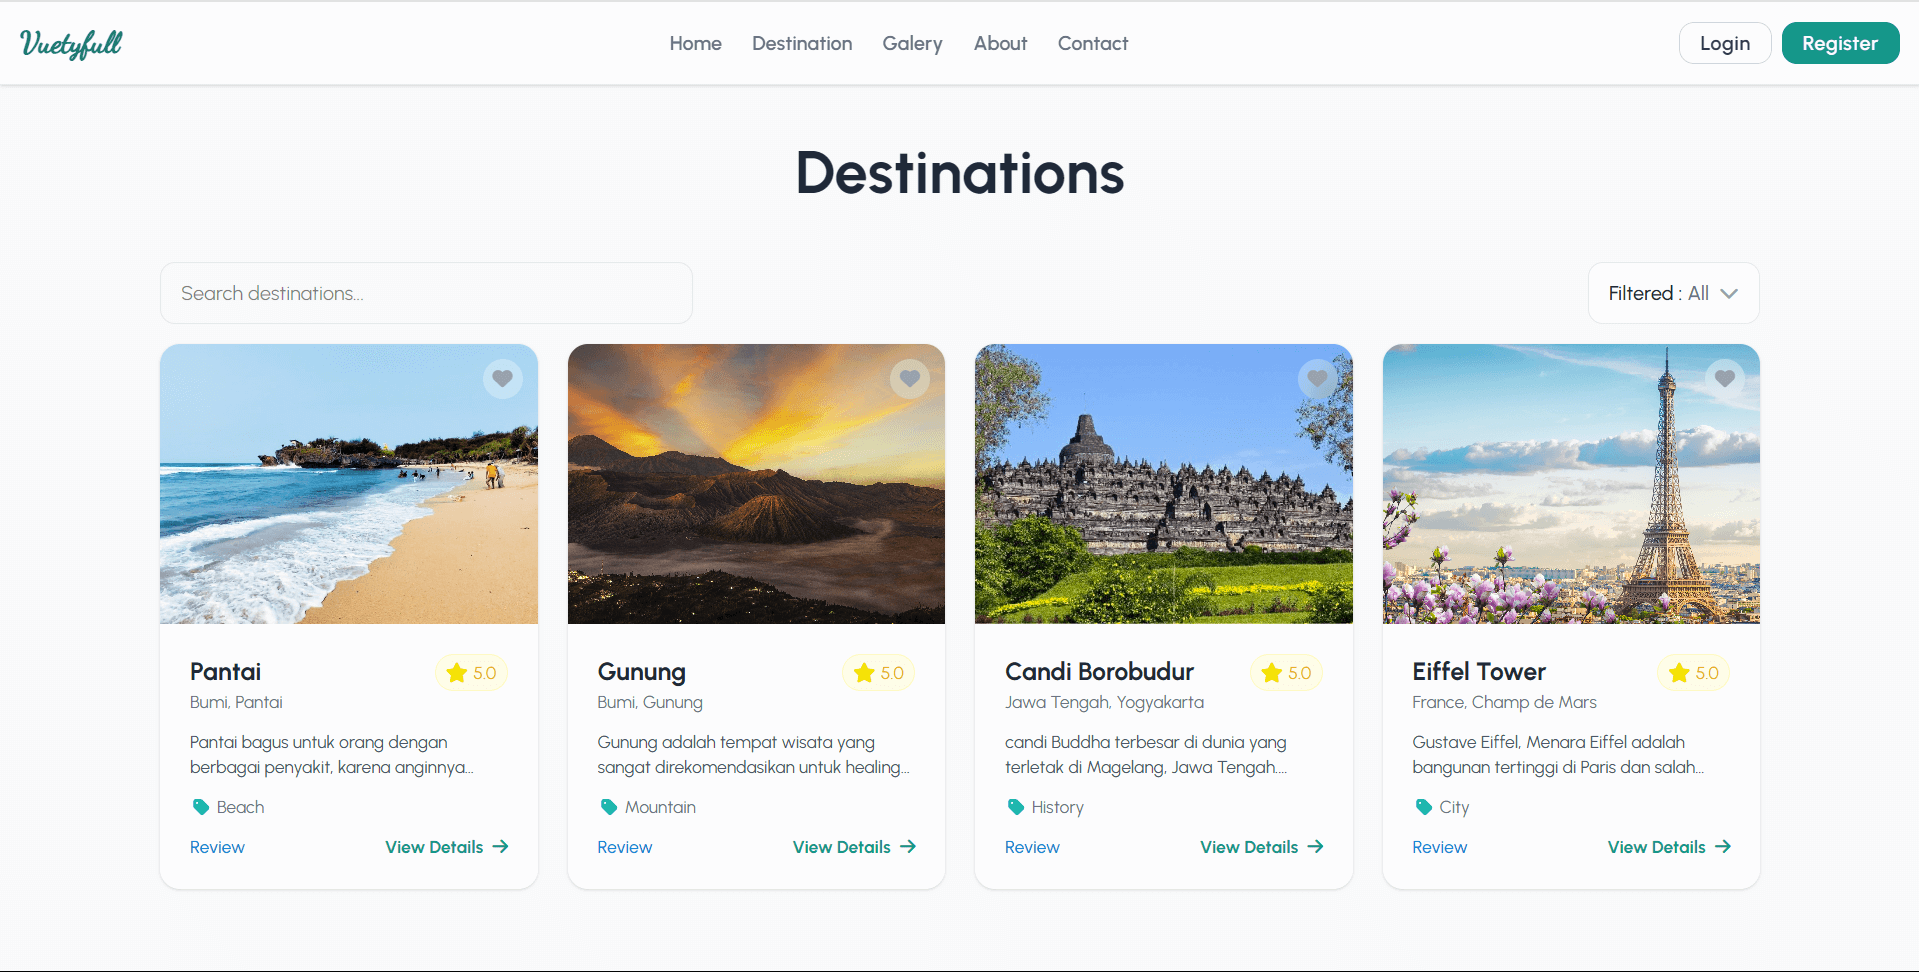 Vuetyfull
Home Destination Galery About Contact
Login Register
Destinations
Search destinations...
Filtered : All
Pantai
5.0
Bumi, Pantai
Pantai bagus untuk orang dengan
berbagai penyakit, karena anginnya...
Beach
Review View Details
Gunung
5.0
Bumi, Gunung
Gunung adalah tempat wisata yang
sangat direkomendasikan untuk healing...
Mountain
Review View Details
Candi Borobudur
5.0
Jawa Tengah, Yogyakarta
candi Buddha terbesar di dunia yang
terletak di Magelang, Jawa Tengah....
History
Review View Details
Eiffel Tower
5.0
France, Champ de Mars
Gustave Eiffel, Menara Eiffel adalah
bangunan tertinggi di Paris dan salah...
City
Review View Details